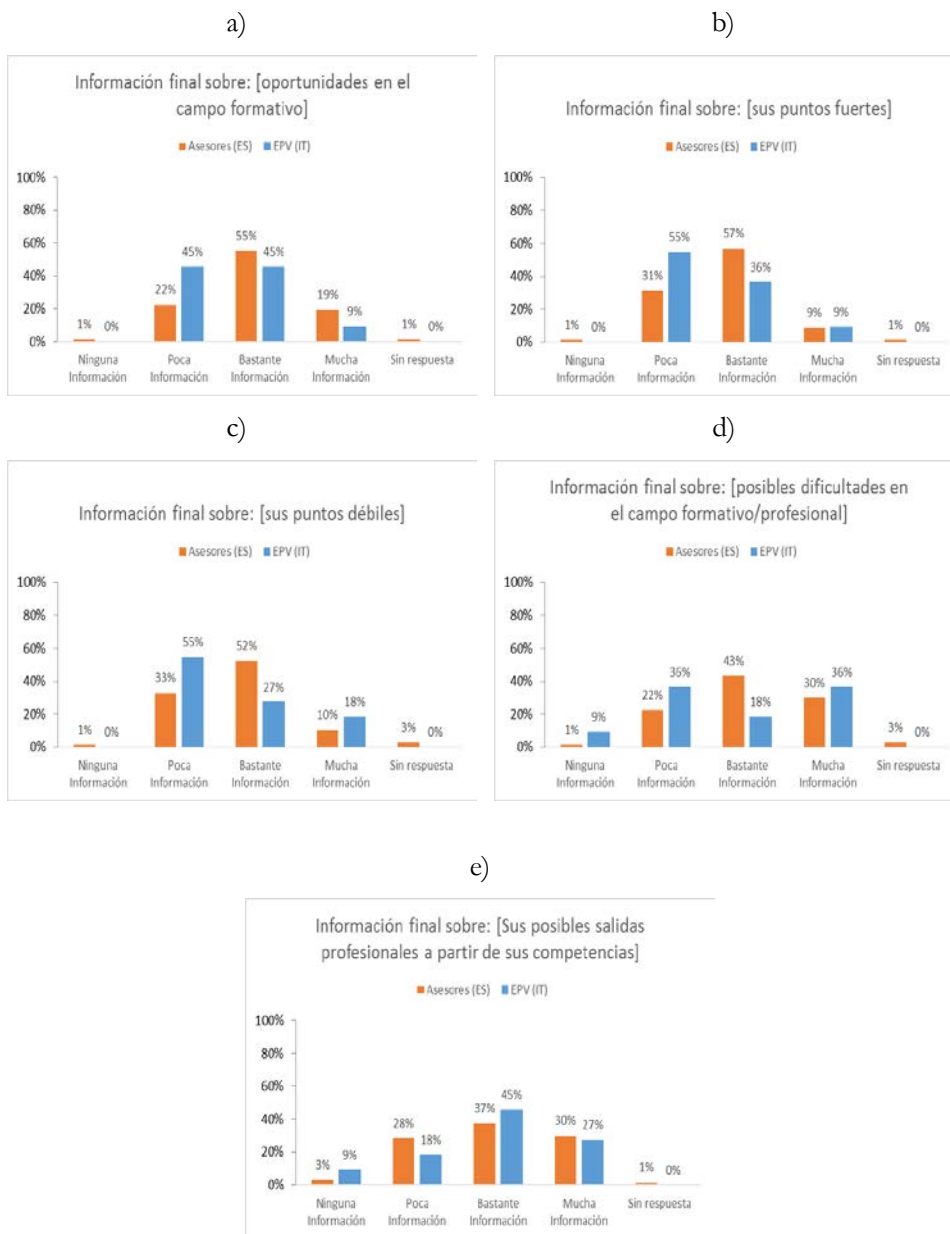 a)
Información final sobre: [oportunidades en el
campo formativo]
Asesores (ES) EPV (IT)
100%
80%
60%
40%
20%
0%
1% 0%
22% 45%
55% 45%
19% 9%
1% 0%
Ninguna Información
Poca Información
Bastante Información
Mucha Información
Sin respuesta
b)
Información final sobre: [sus puntos fuertes]
Asesores (ES) EPV (IT)
100%
80%
60%
40%
20%
0%
1% 0%
31% 55%
57% 36%
9% 9%
1% 0%
Ninguna Información
Poca Información
Bastante Información
Mucha Información
Sin respuesta
c)
Información final sobre: [sus puntos débiles]
Asesores (ES) EPV (IT)
100%
80%
60%
40%
20%
0%
1% 0%
33% 55%
52% 27%
10% 18%
3% 0%
Ninguna Información
Poca Información
Bastante Información
Mucha Información
Sin respuesta
d)
Información final sobre: [posibles dificultades en
el campo formativo/profesional]
Asesores (ES) EPV (IT)
100%
80%
60%
40%
20%
0%
1% 9%
22% 36%
43% 18%
30% 36%
3% 0%
Ninguna Información
Poca Información
Bastante Información
Mucha Información
Sin respuesta
e)
Información final sobre: [Sus posibles salidas
profesionales a partir de sus competencias]
Asesores (ES) EPV (IT)
100%
80%
60%
40%
20%
0%
3% 9%
28% 18%
37% 45%
30% 27%
1% 0%
Ninguna Información
Poca Información
Bastante Información
Mucha Información
Sin respuesta